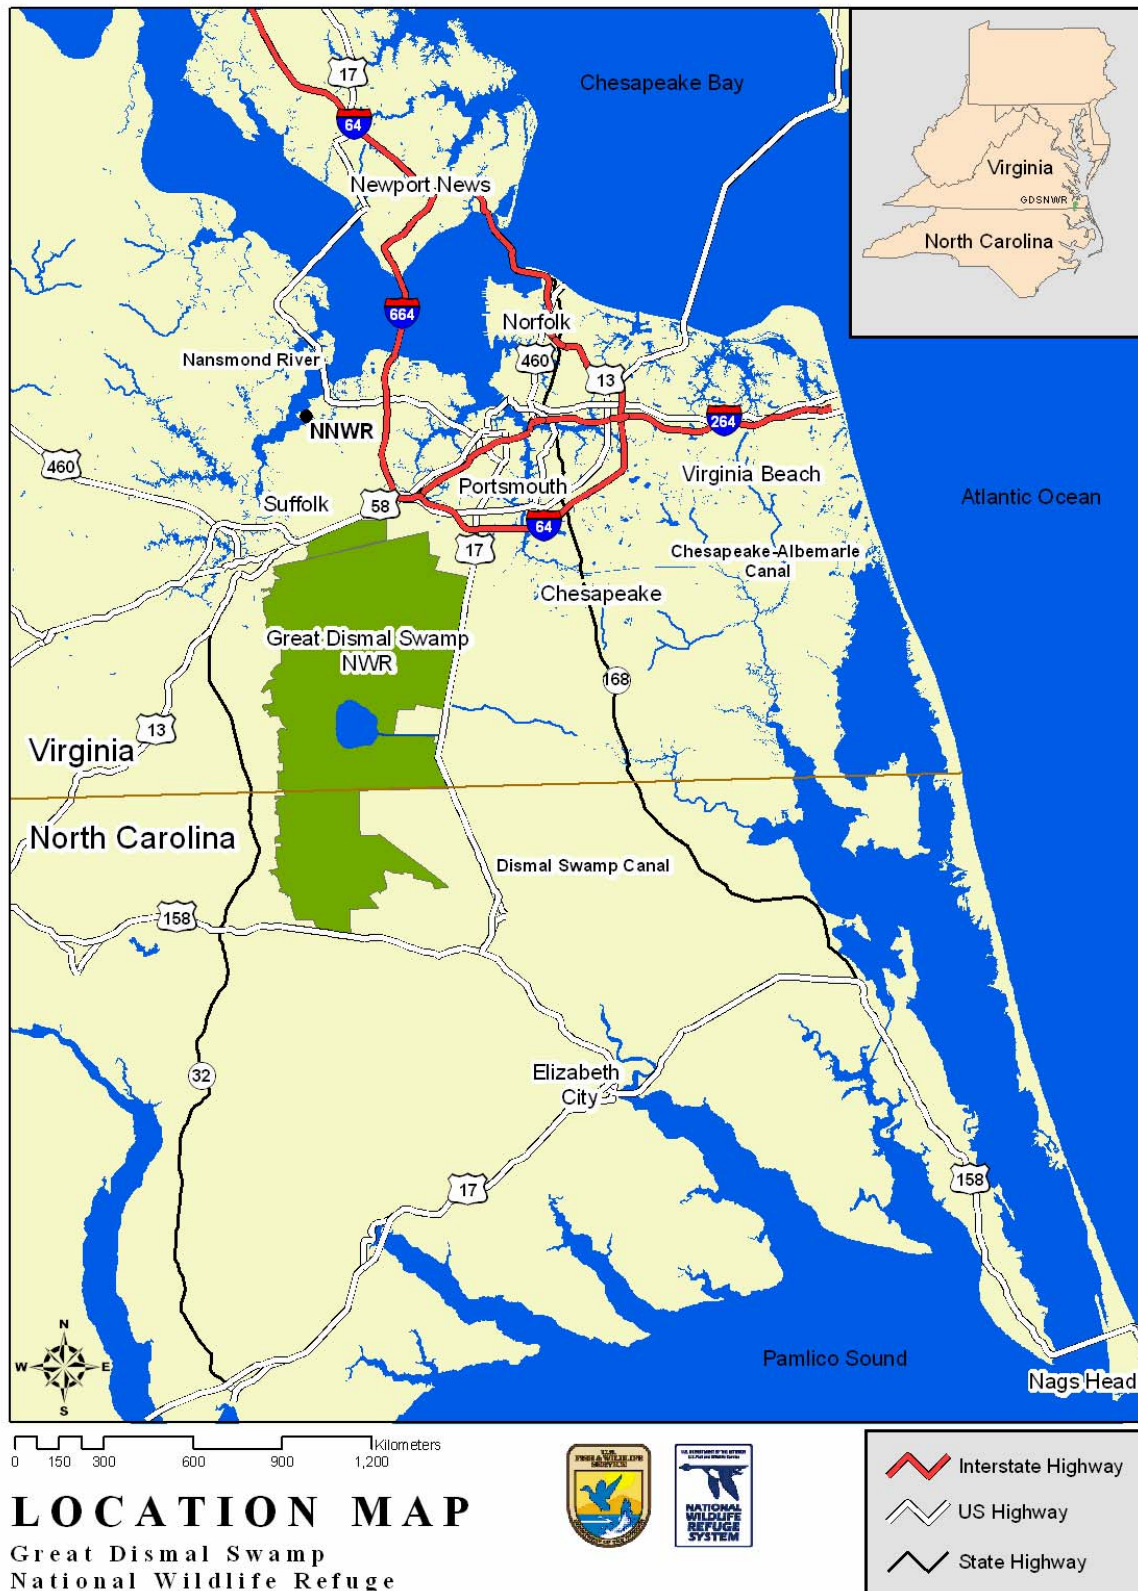 Chesapeake Bay
17
64
Newport News
Virginia
GDSNWR
North Carolina
664
Norfolk
Nansmond River
460
13
NNWR
264
460
Virginia Beach
Suffolk
58
Portsmouth
Atlantic Ocean
64
17
Chesapeake-Albemarle
Canal
Chesapeake
Great Dismal Swamp
NWR
168
13
Virginia
North Carolina
Dismal Swamp Canal
158
32
Elizabeth
City
17
158
N
W E
S
Pamlico Sound
Nags Head
Kilometers
0 150 300 600 900 1,200
LOCATION MAP
Great Dismal Swamp
National Wildlife Refuge
U.S.
FISH & WILDLIFE
SERVICE
NATIONAL
WILDLIFE
REFUGE
SYSTEM
Interstate Highway
US Highway
State Highway